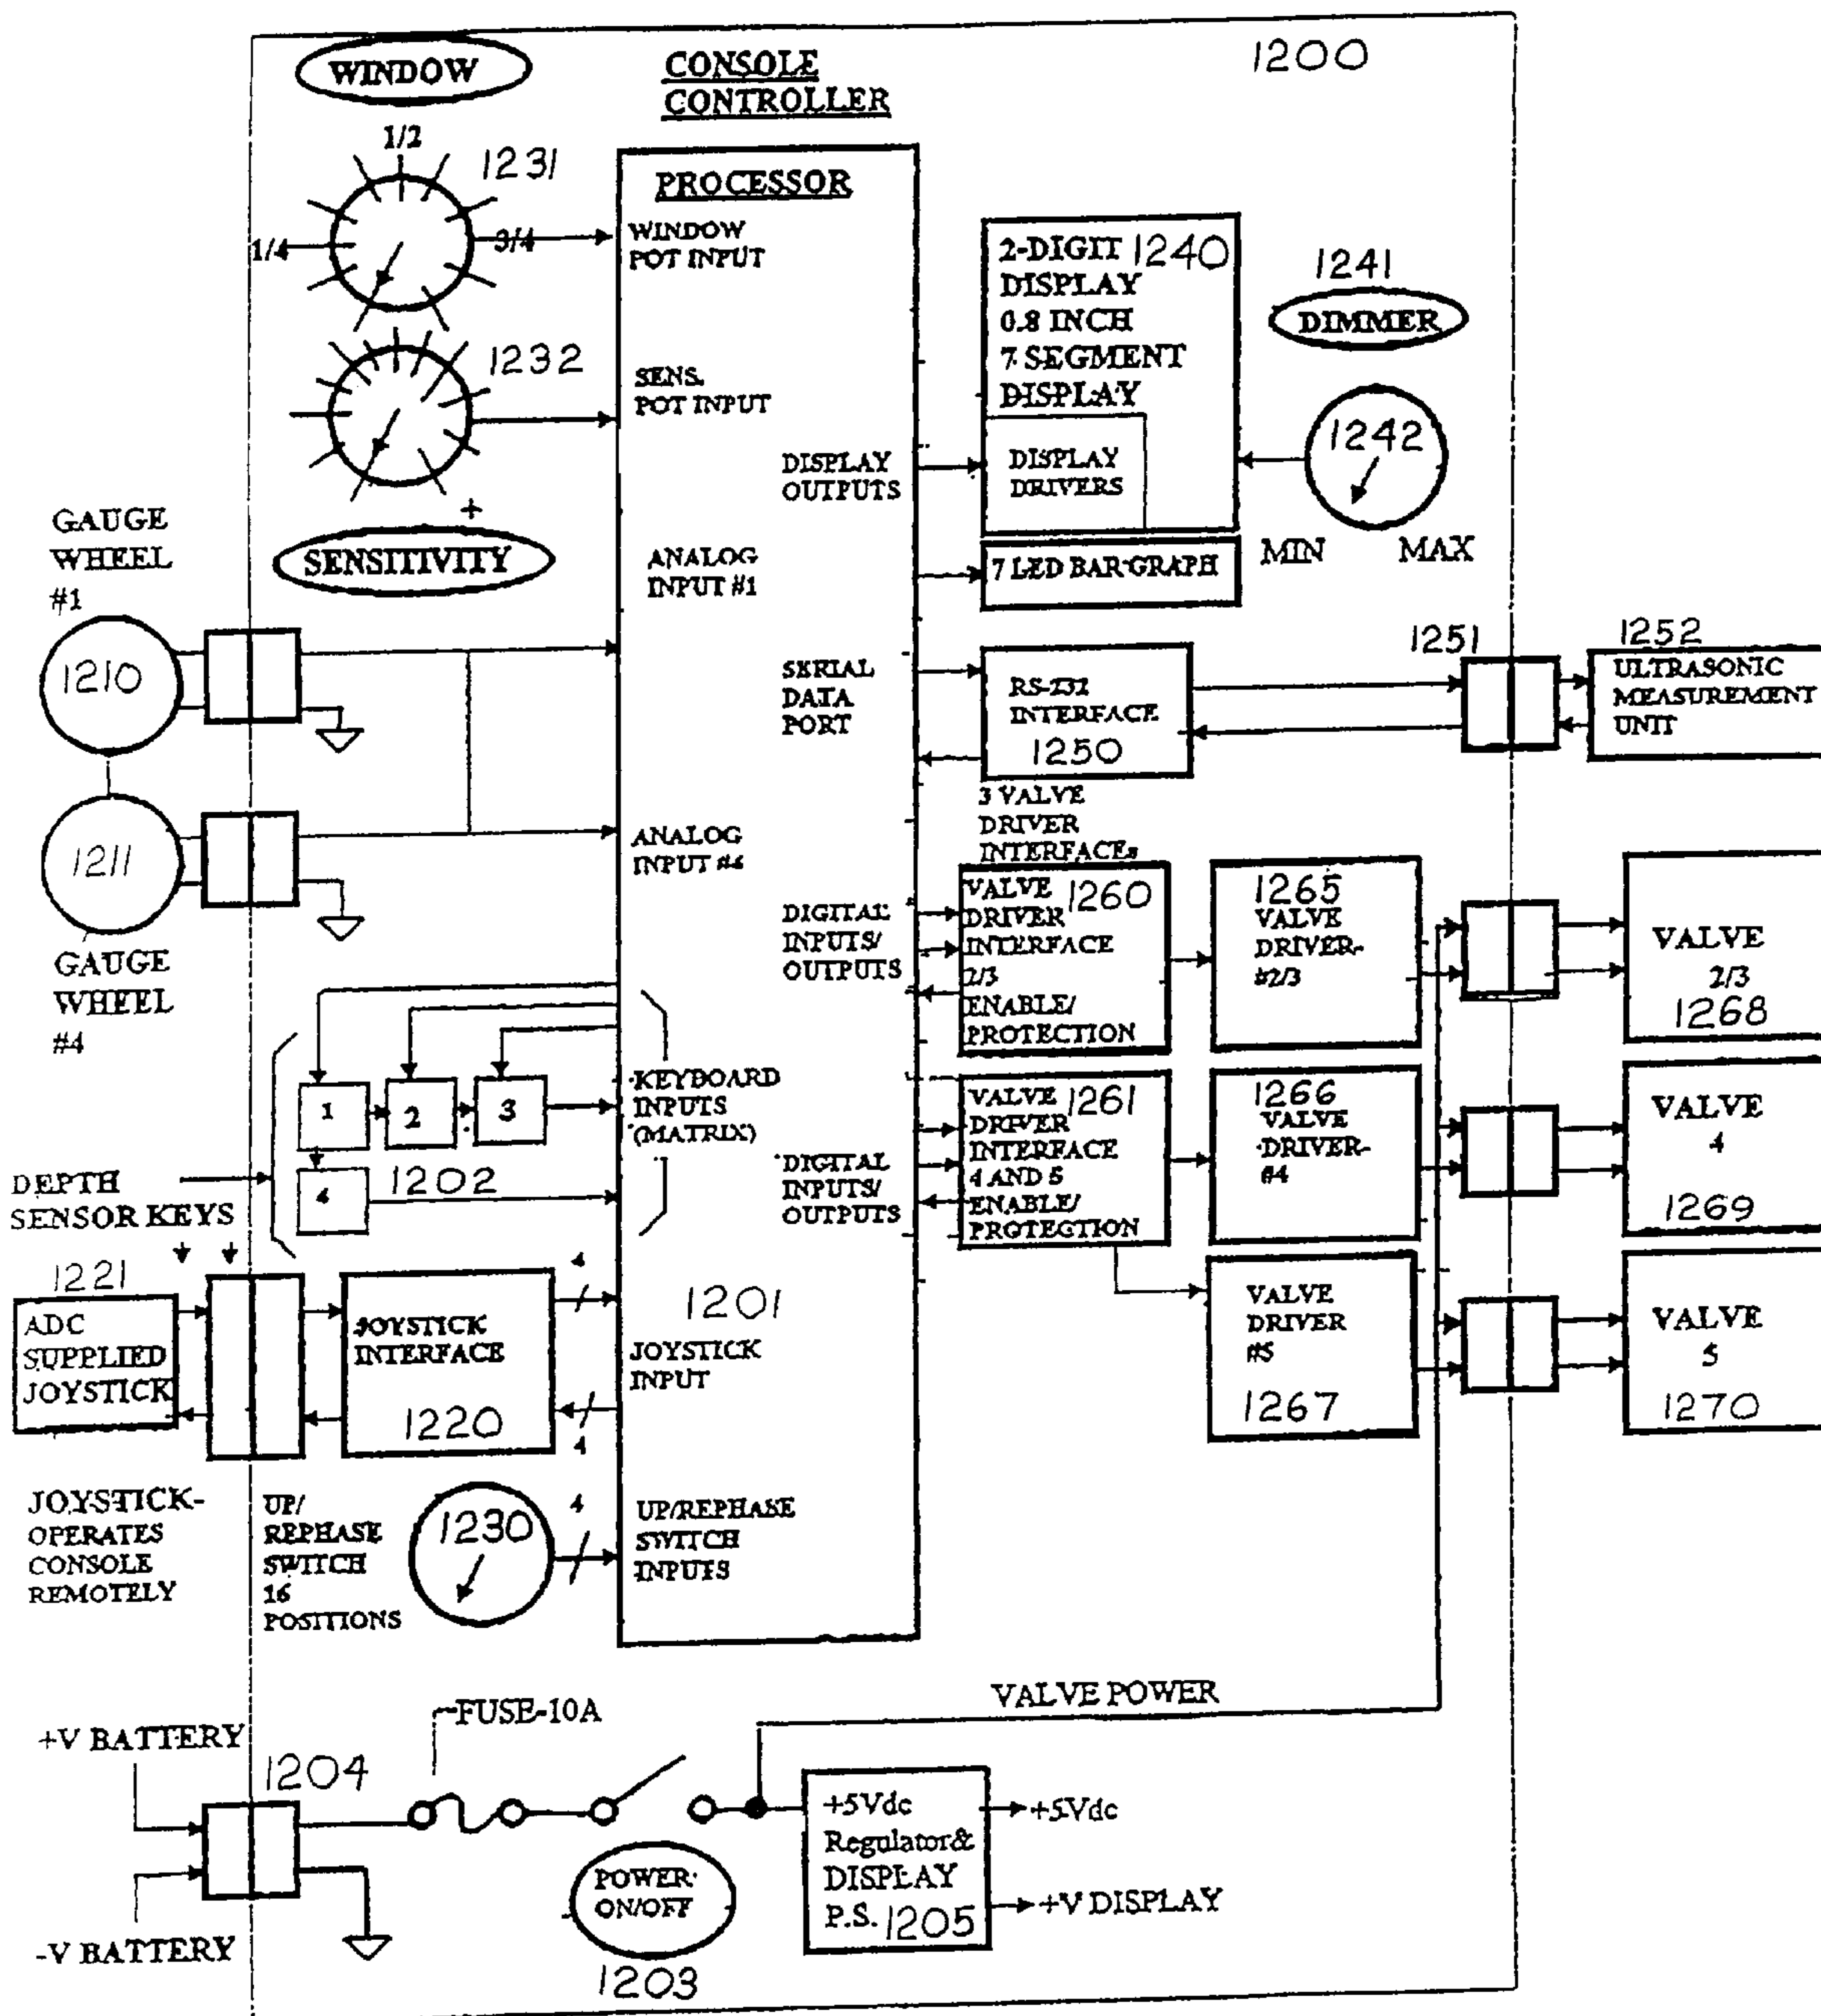 WINDOW
CONSOLE
CONTROLLER
1200
1/2
1231
1/4
3/4
1232
+
SENSITIVITY
GAUGE
WHEEL
#1
1210
1211
GAUGE
WHEEL
#4
PROCESSOR
WINDOW
POT INPUT
SENS.
POT INPUT
DISPLAY
OUTPUTS
ANALOG
INPUT #1
SERIAL
DATA
PORT
ANALOG
INPUT #4
DIGITAL
INPUTS/
OUTPUTS
KEYBOARD
INPUTS
(MATRIX)
DIGITAL
INPUTS/
OUTPUTS
1201
JOYSTICK
INPUT
UP/REPHASE
SWITCH
INPUTS
2-DIGIT 1240
DISPLAY
0.8 INCH
7 SEGMENT
DISPLAY
DISPLAY
DRIVERS
1241
DIMMER
1242
MIN MAX
7 LED BAR GRAPH
RS-232
INTERFACE
1250
1251
1252
ULTRASONIC
MEASUREMENT
UNIT
3 VALVE
DRIVER
INTERFACEs
VALVE 1260
DRIVER
INTERFACE
2/3
ENABLE/
PROTECTION
1265
VALVE
DRIVER-
#2/3
VALVE
2/3
1268
VALVE 1261
DRIVER
INTERFACE
4 AND 5
ENABLE/
PROTECTION
1266
VALVE
DRIVER-
#4
VALVE
4
1269
VALVE
DRIVER
#5
1267
VALVE
5
1270
1
2
3
4
1202
DEPTH
SENSOR KEYS
1221
ADC
SUPPLIED
JOYSTICK
JOYSTICK
INTERFACE
1220
4
4
JOYSTICK-
OPERATES
CONSOLE
REMOTELY
UP/
REPHASE
SWITCH
16
POSITIONS
1230
4
VALVE POWER
FUSE-10A
+V BATTERY
1204
-V BATTERY
POWER
ON/OFF
1203
+5Vdc
Regulator&
DISPLAY
P.S. 1205
+5Vdc
+V DISPLAY